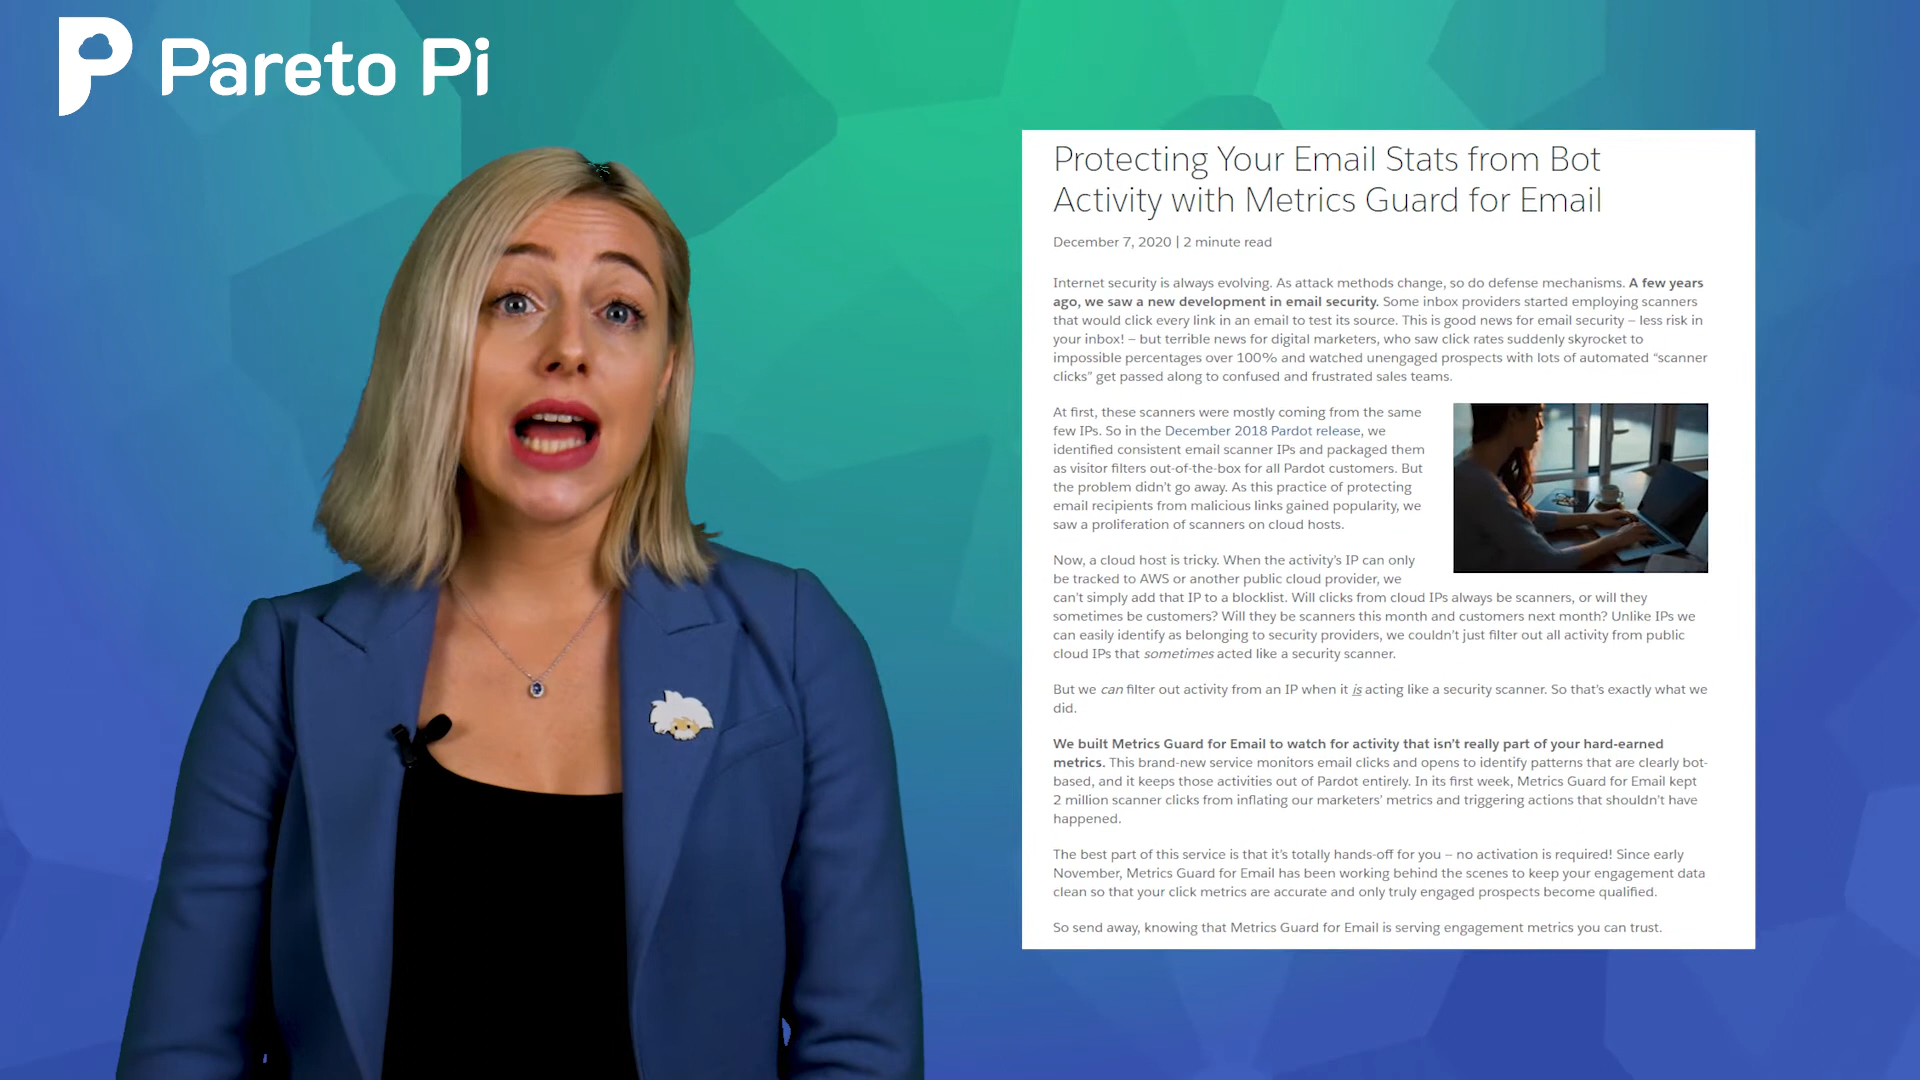 Pareto Pi
Protecting Your Email Stats from Bot
Activity with Metrics Guard for Email
December 7, 2020 | 2 minute read
Internet security is always evolving. As attack methods change, so do defense mechanisms. A few years
ago, we saw a new development in email security. Some inbox providers started employing scanners
that would click every link in an email to test its source. This is good news for email security – less risk in
your inbox! – but terrible news for digital marketers, who saw click rates suddenly skyrocket to
impossible percentages over 100% and watched unengaged prospects with lots of automated “scanner
clicks” get passed along to confused and frustrated sales teams.
At first, these scanners were mostly coming from the same
few IPs. So in the December 2018 Pardot release, we
identified consistent email scanner IPs and packaged them
as visitor filters out-of-the-box for all Pardot customers. But
the problem didn’t go away. As this practice of protecting
email recipients from malicious links gained popularity, we
saw a proliferation of scanners on cloud hosts.
Now, a cloud host is tricky. When the activity’s IP can only
be tracked to AWS or another public cloud provider, we
can’t simply add that IP to a blocklist. Will clicks from cloud IPs always be scanners, or will they
sometimes be customers? Will they be scanners this month and customers next month? Unlike IPs we
can easily identify as belonging to security providers, we couldn’t just filter out all activity from public
cloud IPs that sometimes acted like a security scanner.
But we can filter out activity from an IP when it is acting like a security scanner. So that’s exactly what we
did.
We built Metrics Guard for Email to watch for activity that isn’t really part of your hard-earned
metrics. This brand-new service monitors email clicks and opens to identify patterns that are clearly bot-
based, and it keeps those activities out of Pardot entirely. In its first week, Metrics Guard for Email kept
2 million scanner clicks from inflating our marketers’ metrics and triggering actions that shouldn’t have
happened.
The best part of this service is that it’s totally hands-off for you – no activation is required! Since early
November, Metrics Guard for Email has been working behind the scenes to keep your engagement data
clean so that your click metrics are accurate and only truly engaged prospects become qualified.
So send away, knowing that Metrics Guard for Email is serving engagement metrics you can trust.